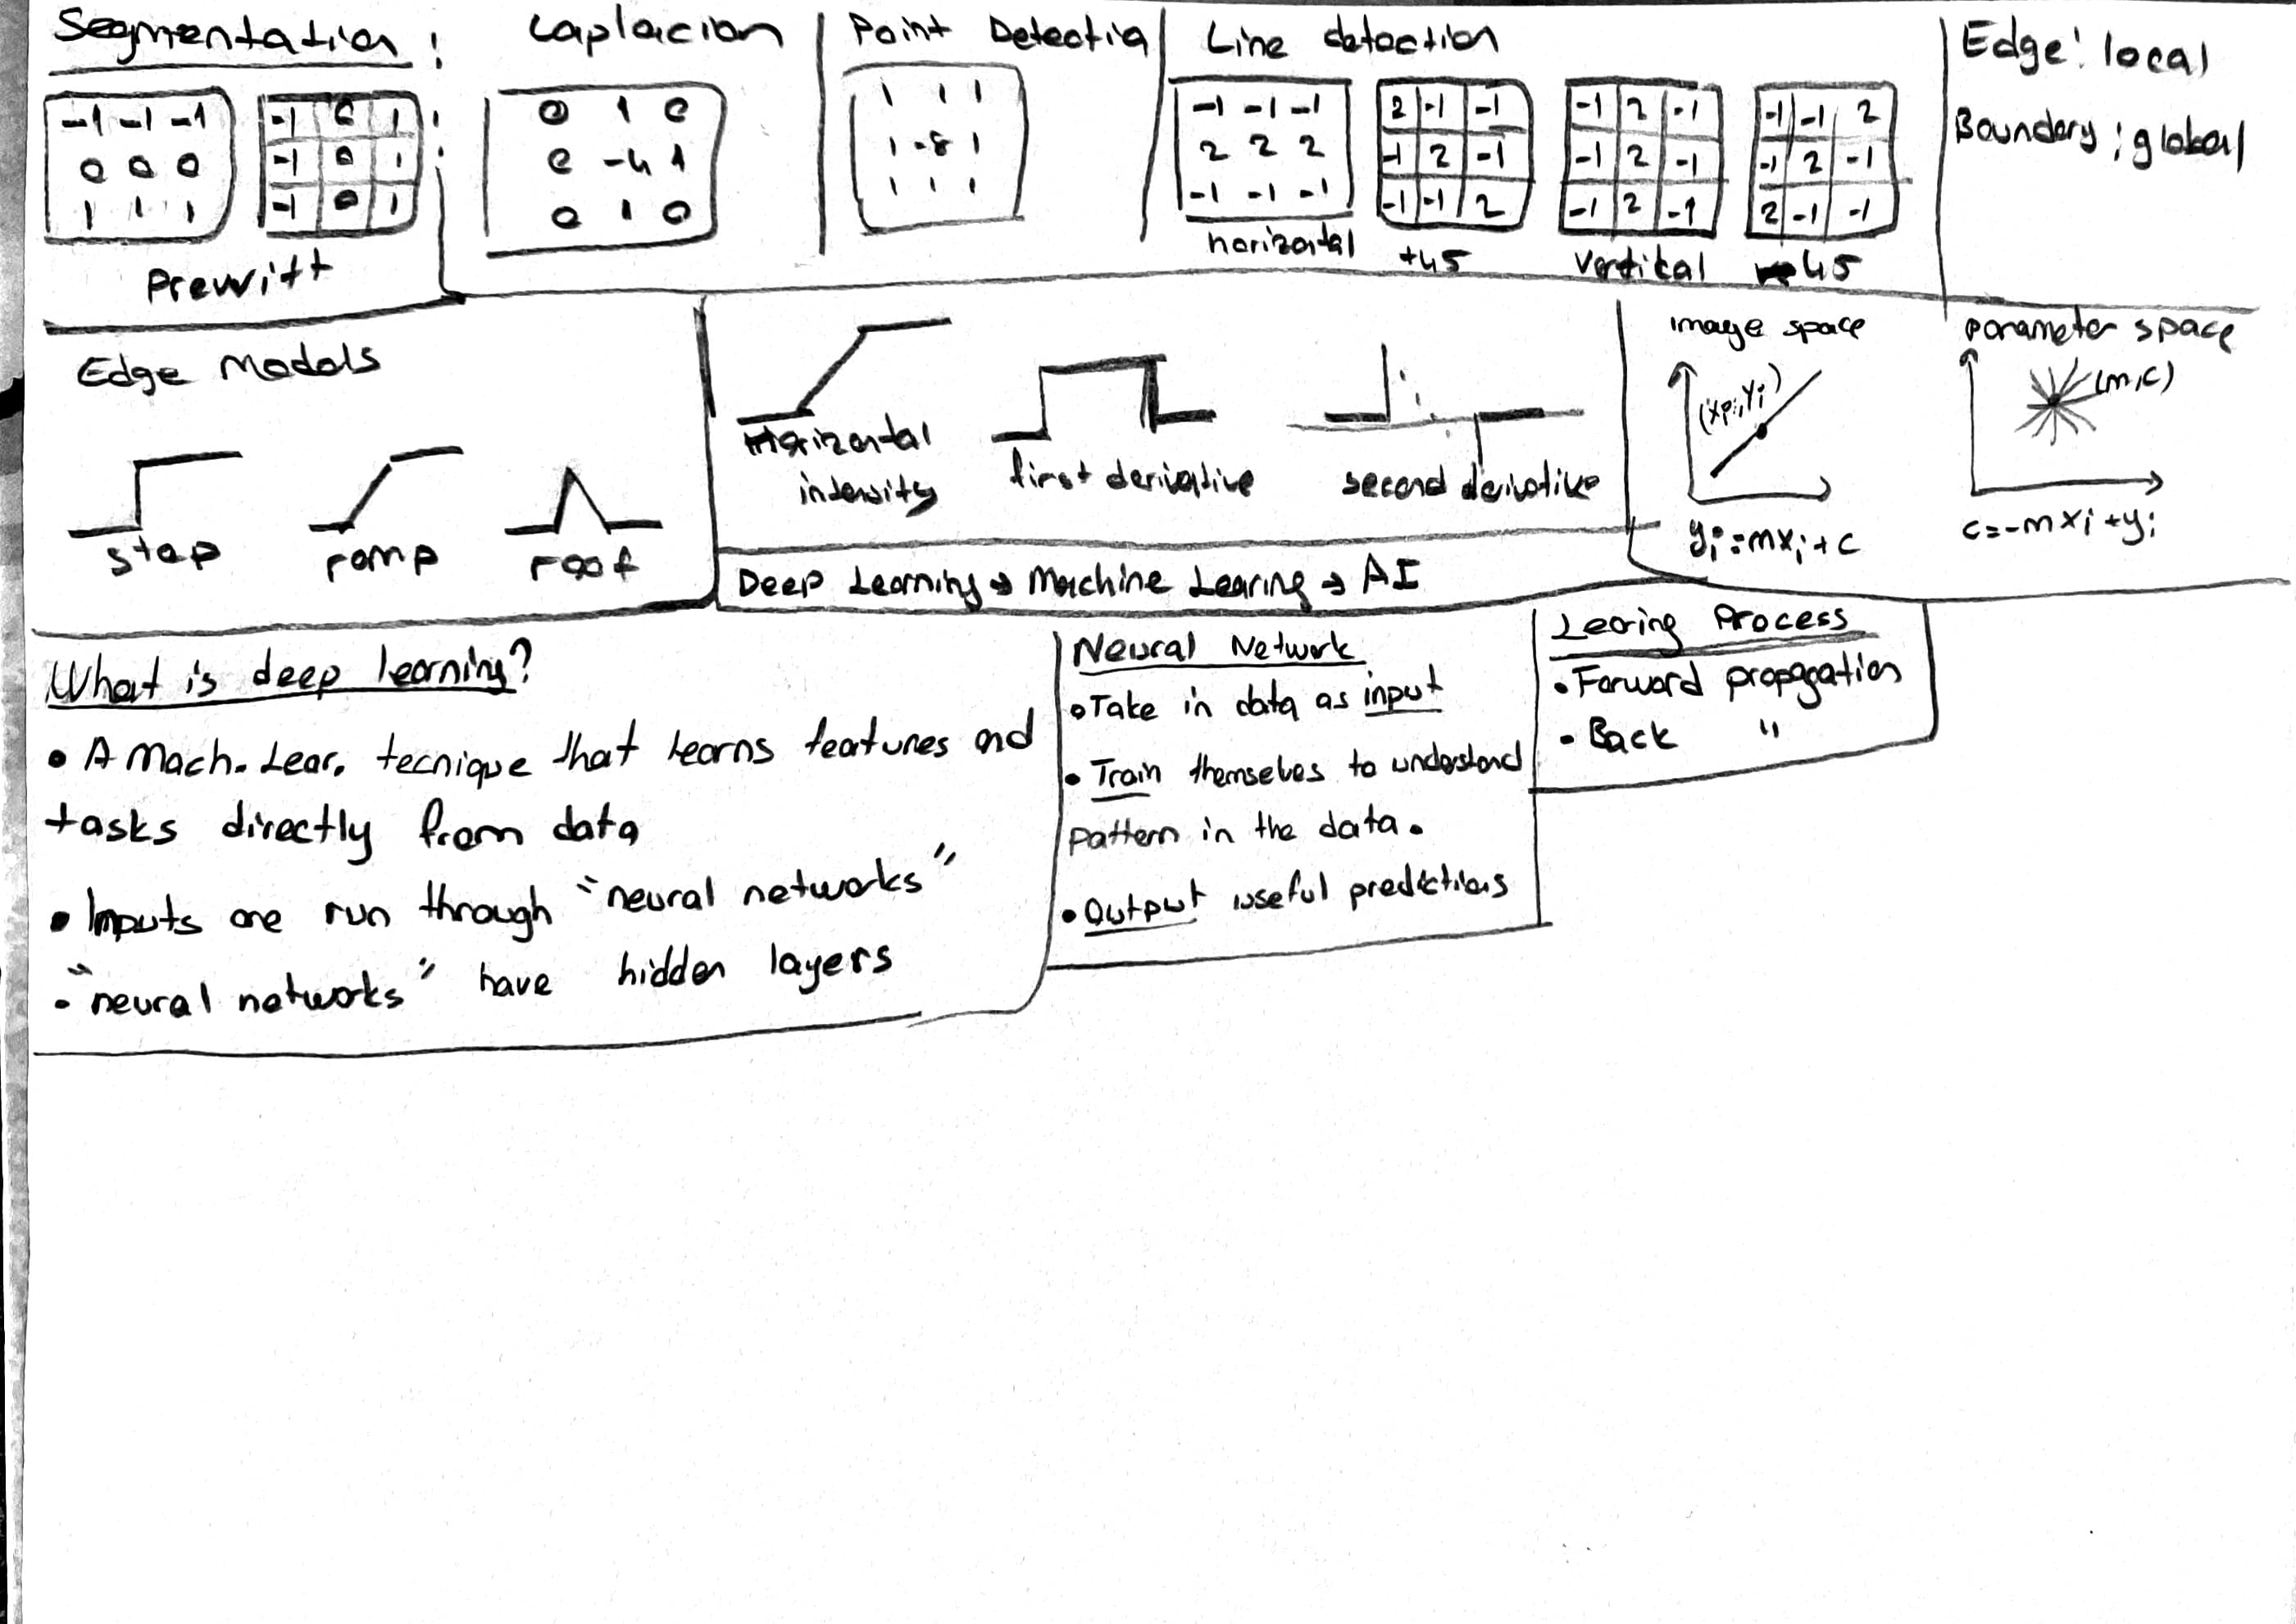 Segmentation :
-1 -1 -1
0 0 0
1 1 1
-1 0 1
-1 0 1
-1 0 1
Prewitt
Laplacian
0 1 0
0 -4 1
0 1 0
Point Detectio
1 1 1
1 -8 1
1 1 1
Line detection
-1 -1 -1
2 2 2
-1 -1 -1
horizontal
2 -1 -1
-1 2 -1
-1 -1 2
+45
-1 2 -1
-1 2 -1
-1 2 -1
Vertikal
-1 -1 2
-1 2 -1
2 -1 -1
-45
Edge: local
Boundary ; global
Edge Models
step
ramp
roof
Horizontal
intensity
first derivative
second derivative
image space
(xi, yi)
yi = mxi + c
parameter space
(m,c)
c = -mxi + yi
Deep Learning → Machine Learing → AI
What is deep learning?
• A Mach. Lear. tecnique that learns features and
tasks directly from data
• Inputs are run through "neural networks"
• "neural networks" have hidden layers
Neural Network
• Take in data as input
• Train themselves to understand
pattern in the data.
• Output useful predictions
Learing Process
• Forward propagation
• Back "